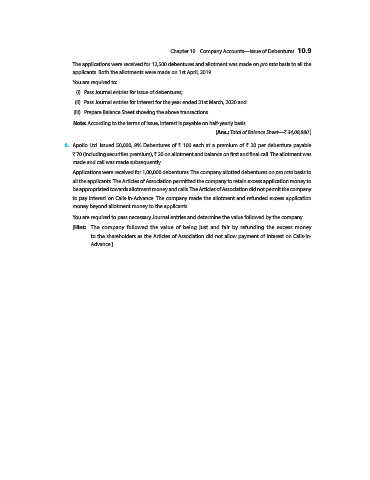 Chapter 10 Company Accounts—Issue of Debentures 10.9
The applications were received for 12,500 debentures and allotment was made on pro rata basis to all the
applicants. Both the allotments were made on 1st April, 2019.
You are required to:
(i) Pass Journal entries for issue of debentures;
(ii) Pass Journal entries for interest for the year ended 31st March, 2020 and
(iii) Prepare Balance Sheet showing the above transactions.
Note: According to the terms of issue, interest is payable on half-yearly basis.
[Ans.: Total of Balance Sheet—₹
Apollo Ltd. issued 50,000, 9% Debentures of ₹ 100 each at a premium of ₹ 30 per debenture payable
₹ 70 (including securities premium), ₹ 20 on allotment and balance on first and final call. The allotment was
made and call was made subsequently.
Applications were received for 1,00,000 debentures. The company allotted debentures on pro rata basis to
all the applicants. The Articles of Association permitted the company to retain excess application money to
be appropriated towards allotment money and calls. The Articles of Association did not permit the company
to pay interest on Calls-in-Advance. The company made the allotment and refunded excess application
money beyond allotment money to the applicants.
You are required to pass necessary Journal entries and determine the value followed by the company.
[Hint: The company followed the value of being just and fair by refunding the excess money
to the shareholders as the Articles of Association did not allow payment of interest on Calls-in-
Advance.]